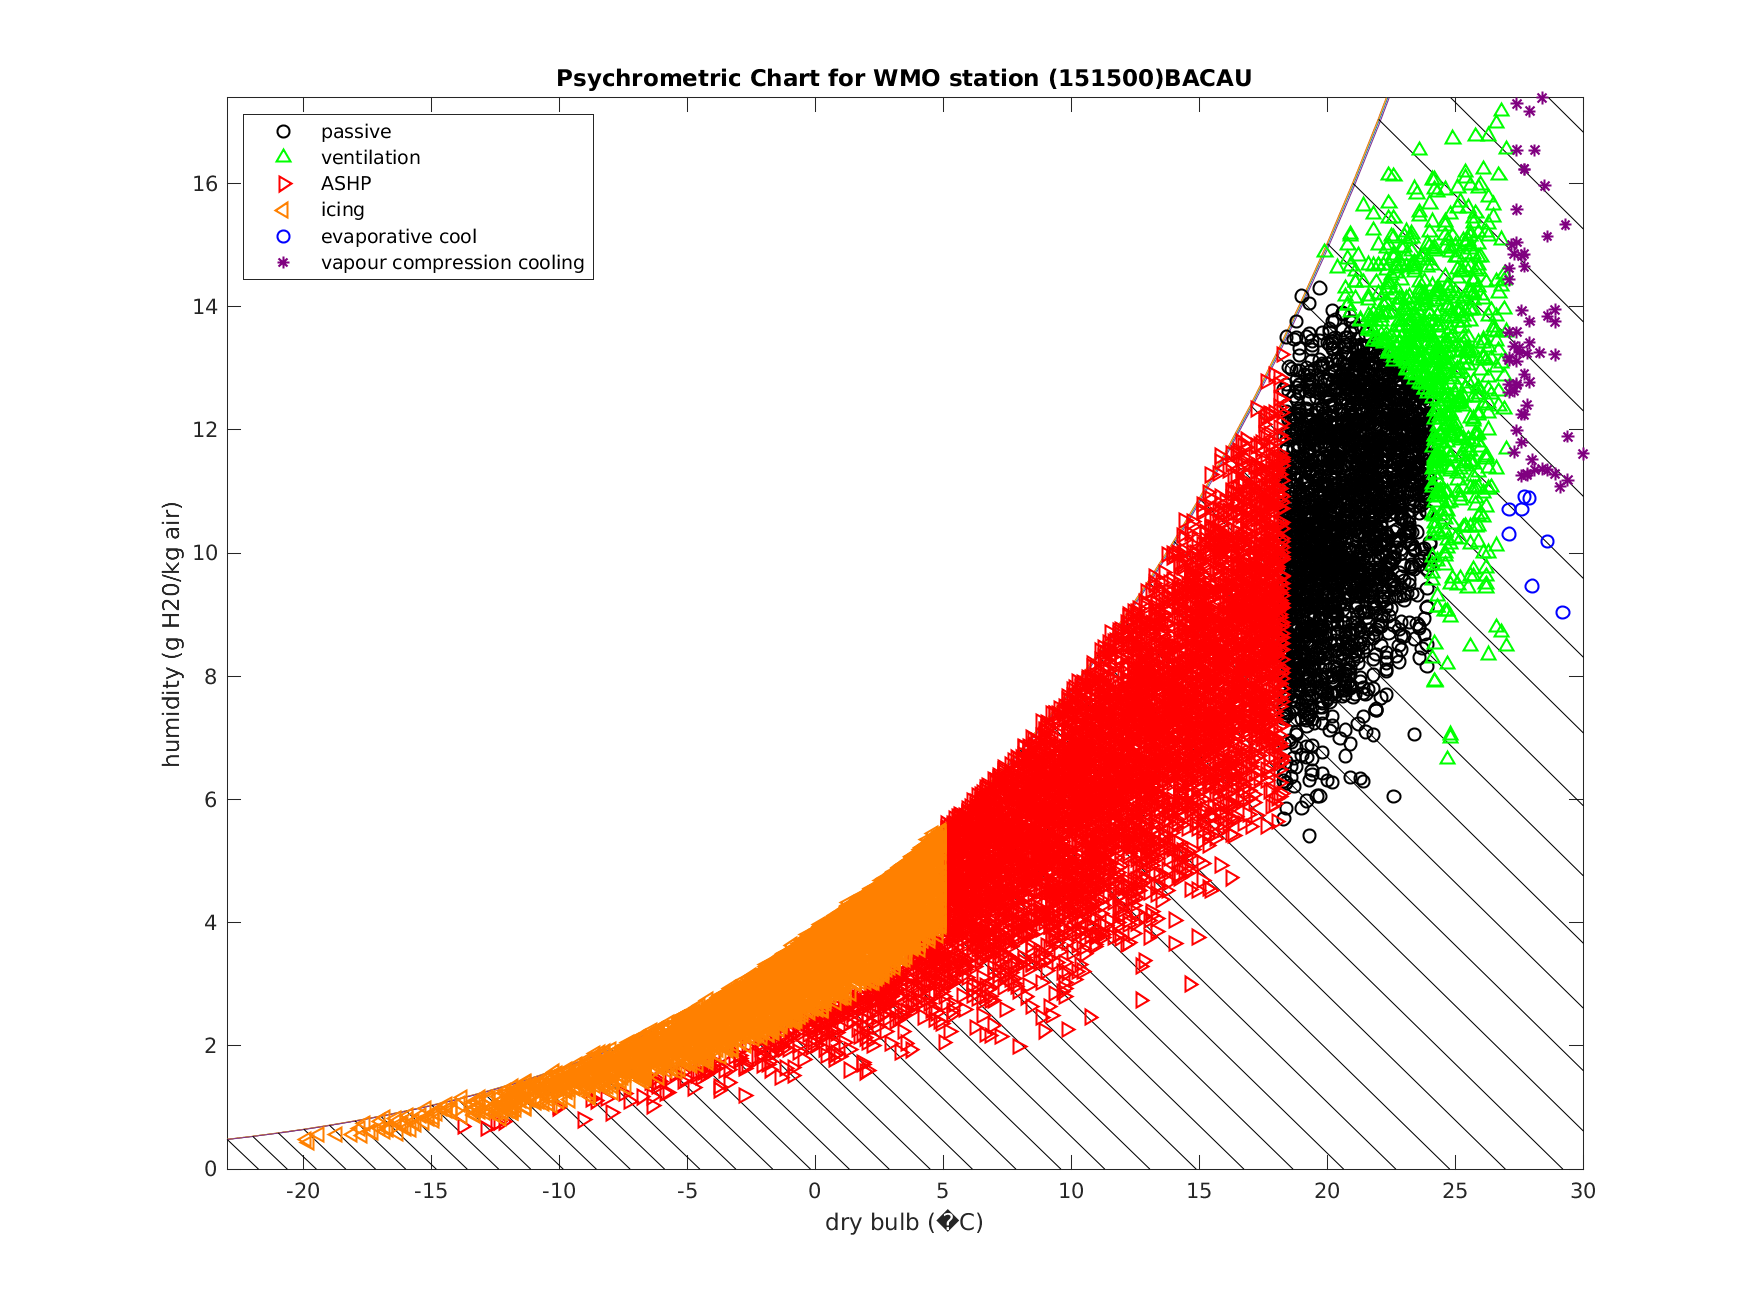 Psychrometric Chart for WMO station (151500)BACAU
passive
ventilation
ASHP
icing
evaporative cool
vapour compression cooling
humidity (g H20/kg air)
16
14
12
10
8
6
4
2
0
-20 -15 -10 -5 0 5 10 15 20 25 30
dry bulb (�C)